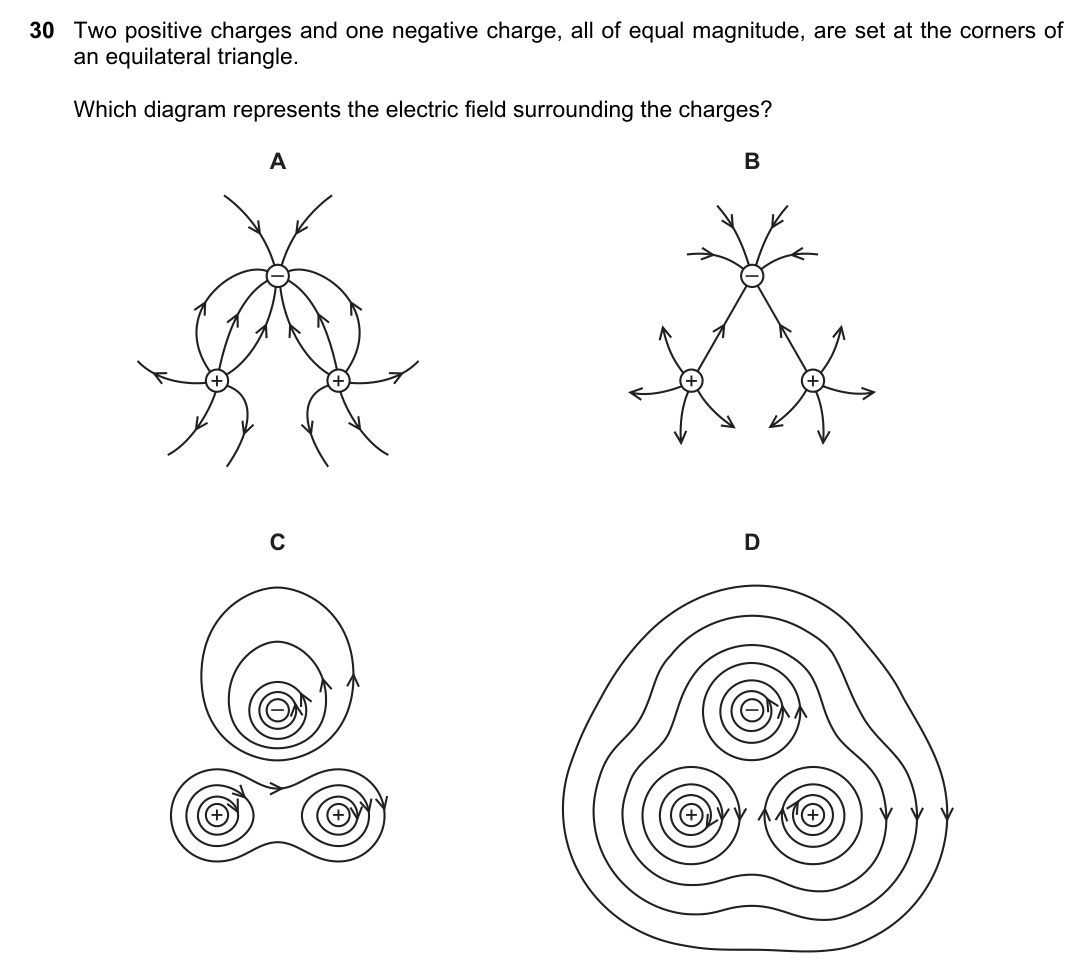 30 Two positive charges and one negative charge, all of equal magnitude, are set at the corners of
an equilateral triangle.
Which diagram represents the electric field surrounding the charges?
A B
−
+ +
−
+ +
C D
−
+ +
−
+ +